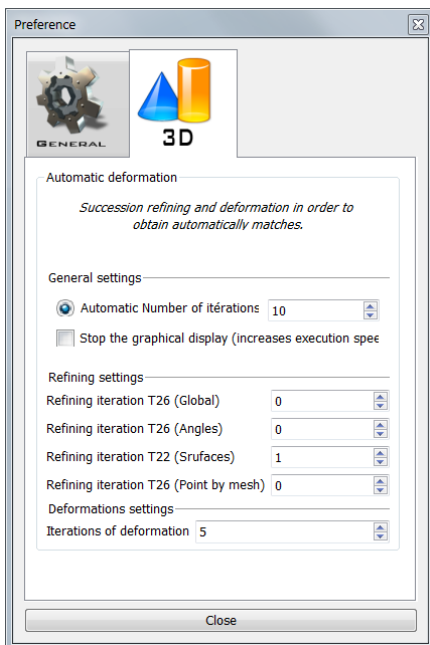 Preference
GENERAL
3D
Automatic deformation
Succession refining and deformation in order to
obtain automatically matches.
General settings
Automatic Number of itérations 10
Stop the graphical display (increases execution spee
Refining settings
Refining iteration T26 (Global) 0
Refining iteration T26 (Angles) 0
Refining iteration T22 (Srufaces) 1
Refining iteration T26 (Point by mesh) 0
Deformations settings
Iterations of deformation 5
Close